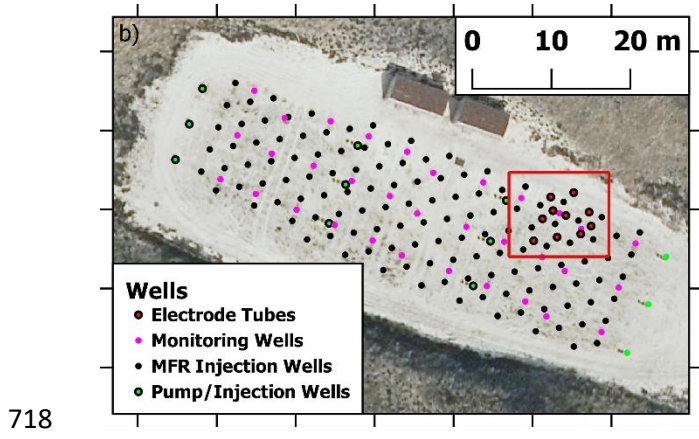 b)
0 10 20 m
Wells
Electrode Tubes
Monitoring Wells
MFR Injection Wells
Pump/Injection Wells
718